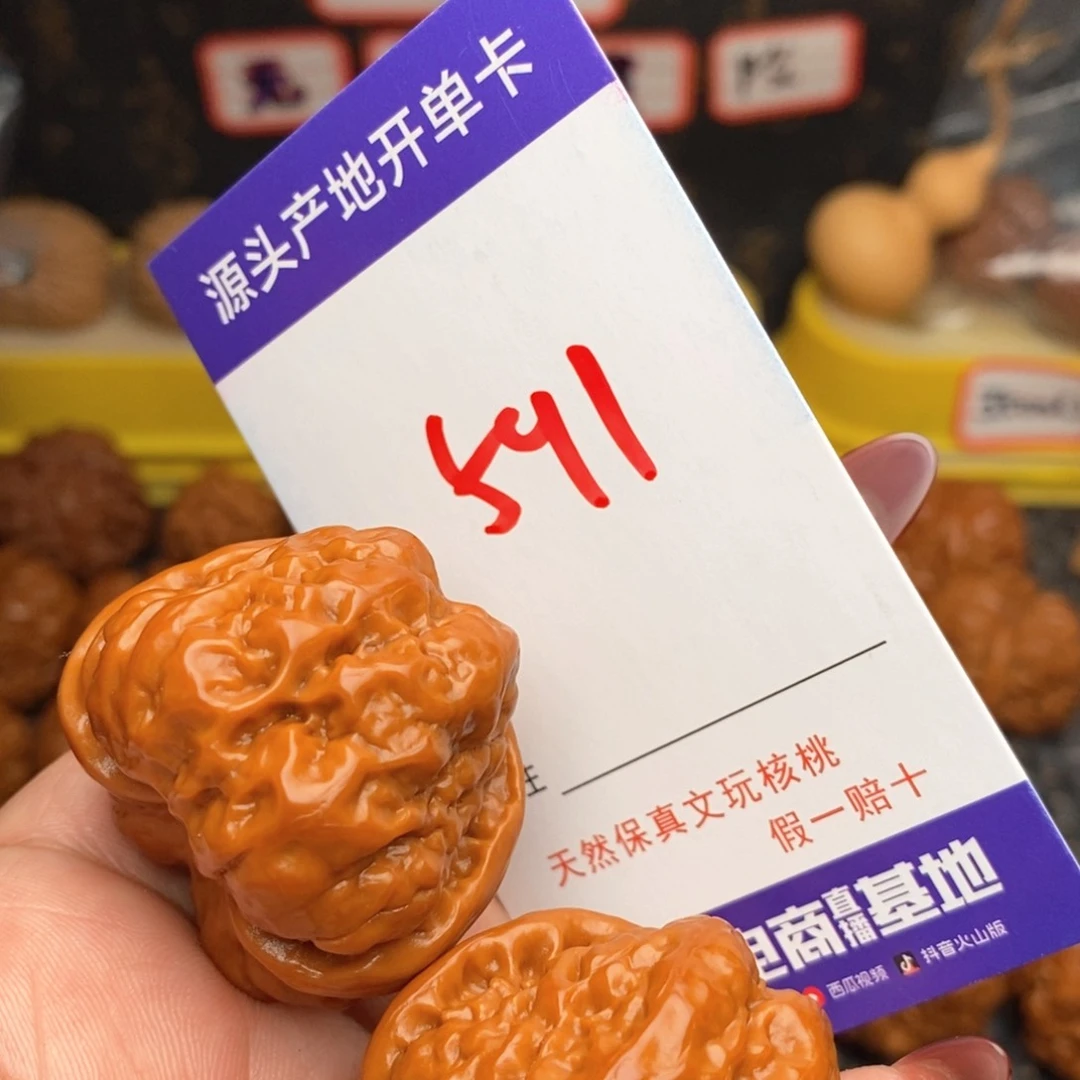 源头产地开单卡
591
天然保真文玩核桃
假一赔十
电商直播基地
西瓜视频 抖音火山版